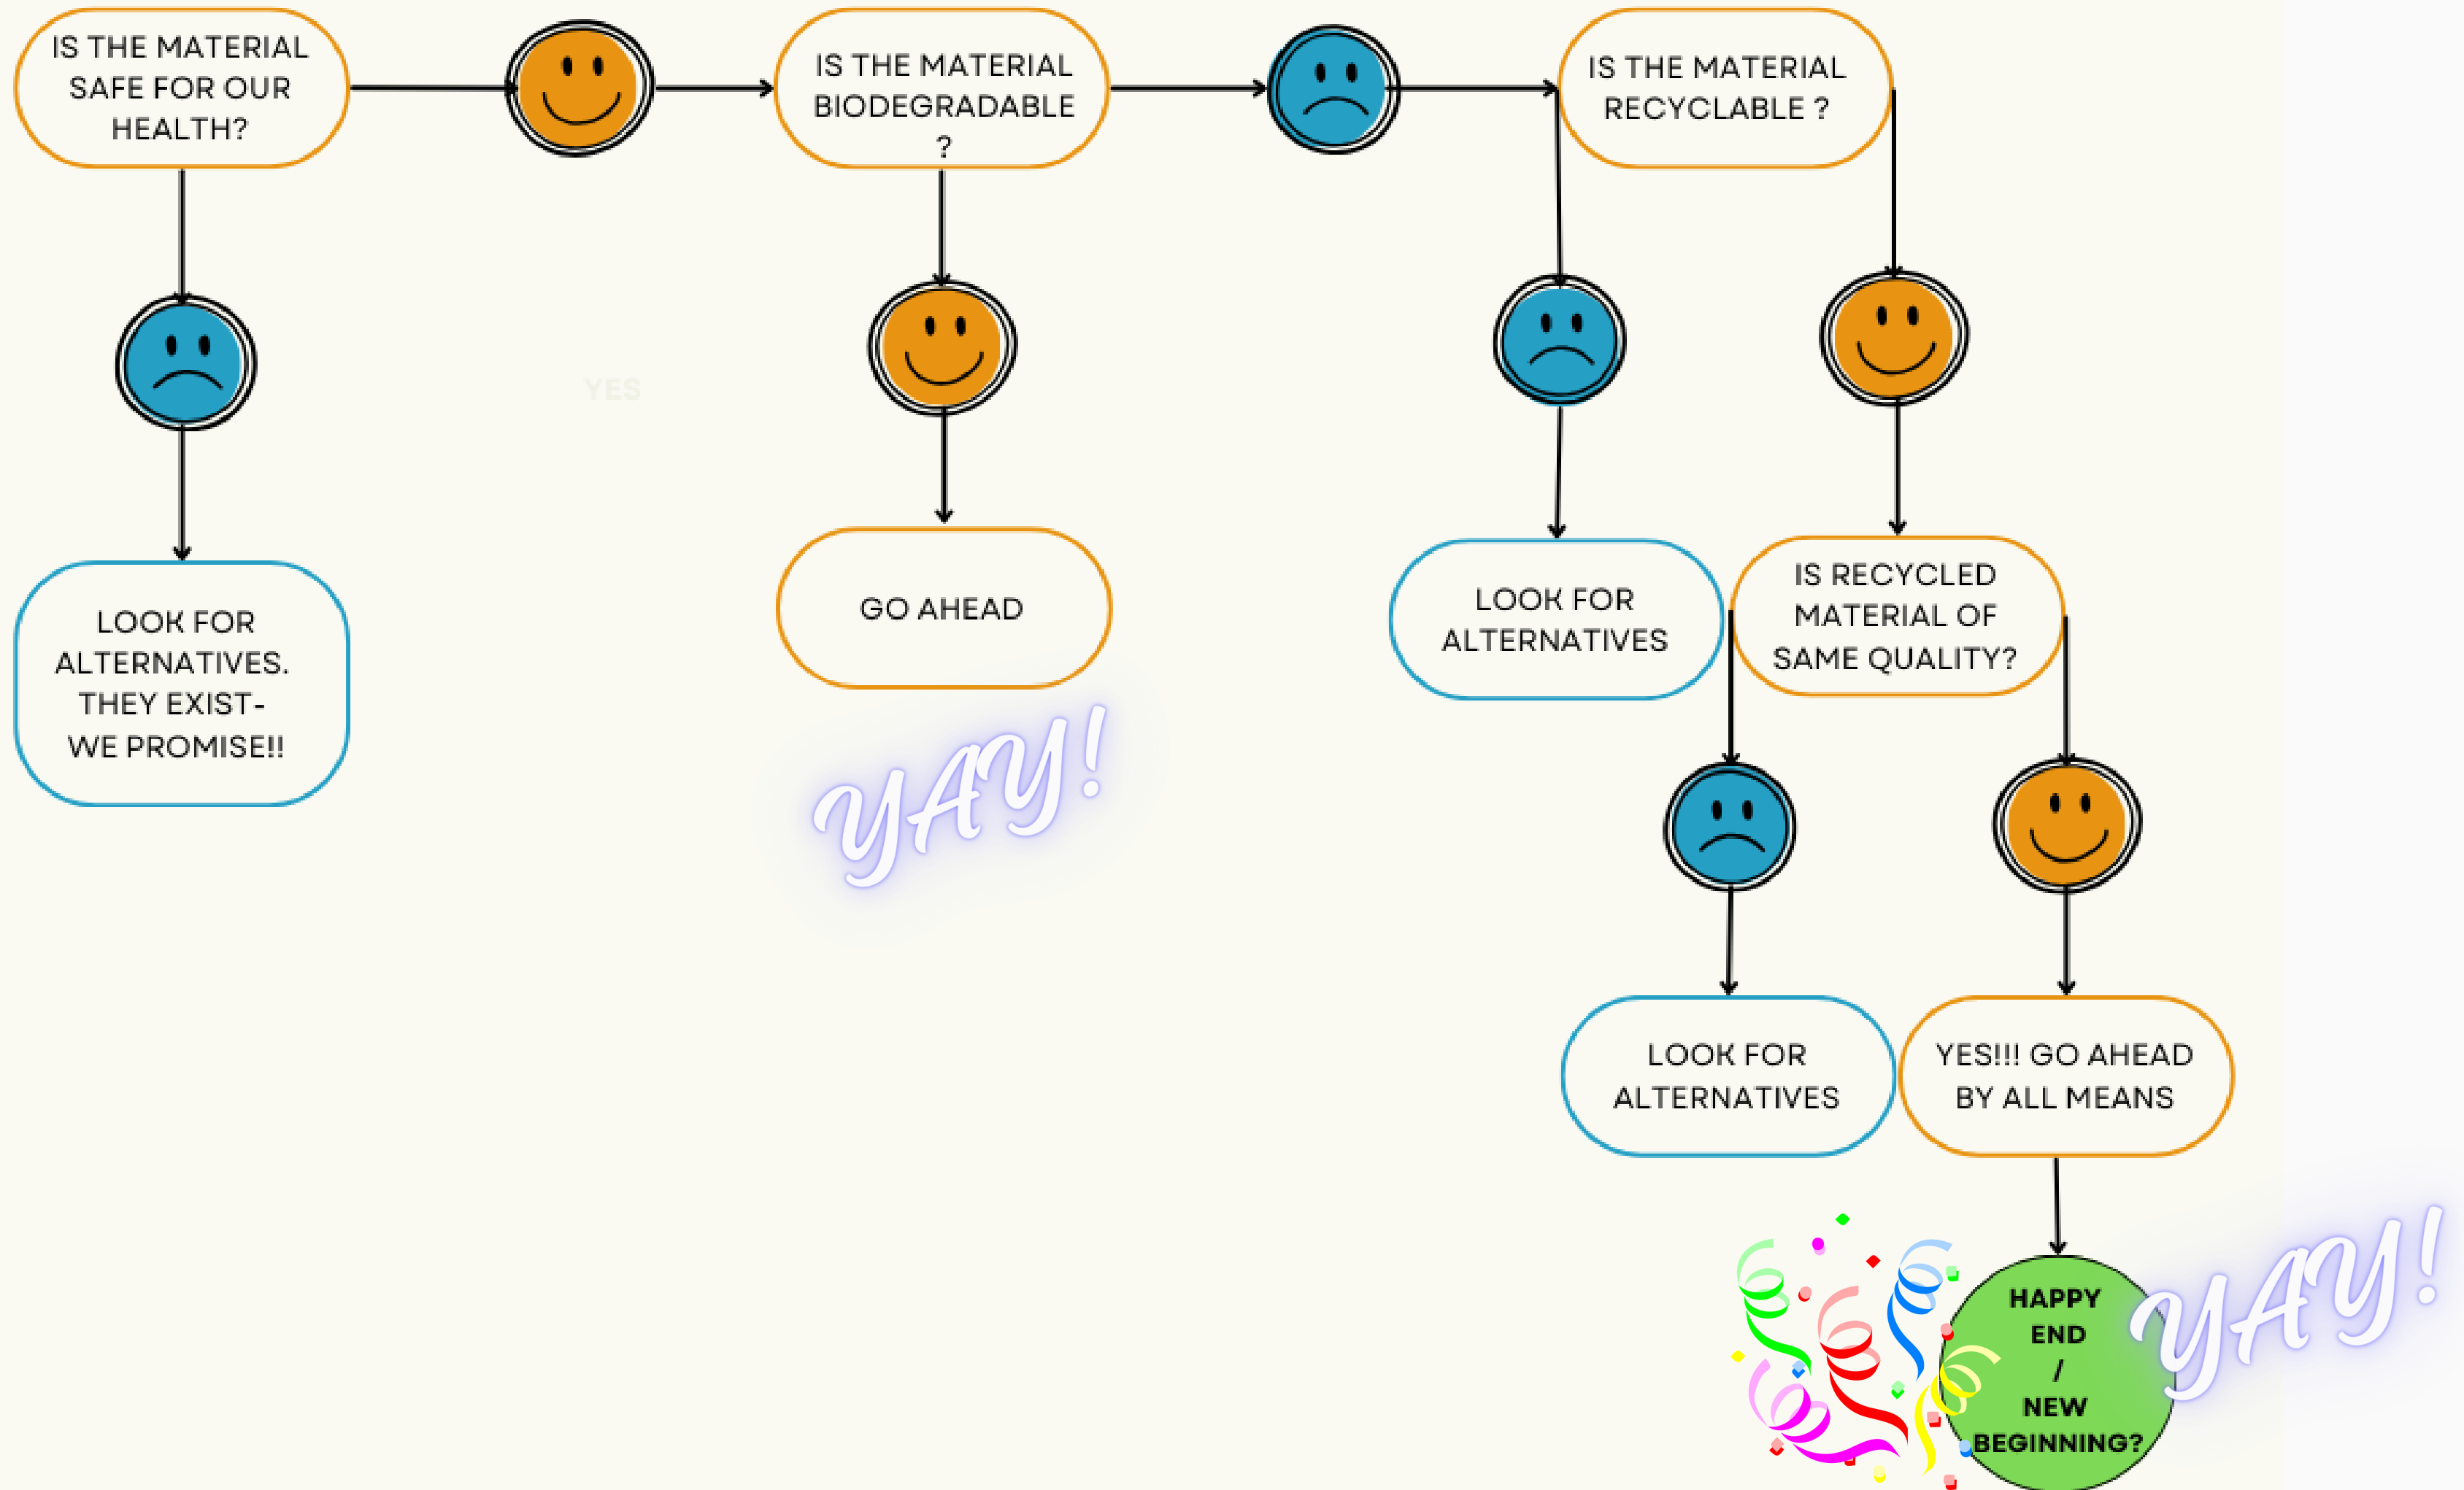 IS THE MATERIAL
SAFE FOR OUR
HEALTH?
IS THE MATERIAL
BIODEGRADABLE
?
IS THE MATERIAL
RECYCLABLE ?
YES
LOOK FOR
ALTERNATIVES.
THEY EXIST-
WE PROMISE!!
GO AHEAD
YAY!
LOOK FOR
ALTERNATIVES
IS RECYCLED
MATERIAL OF
SAME QUALITY?
LOOK FOR
ALTERNATIVES
YES!!! GO AHEAD
BY ALL MEANS
HAPPY
END
/
NEW
BEGINNING?
YAY!